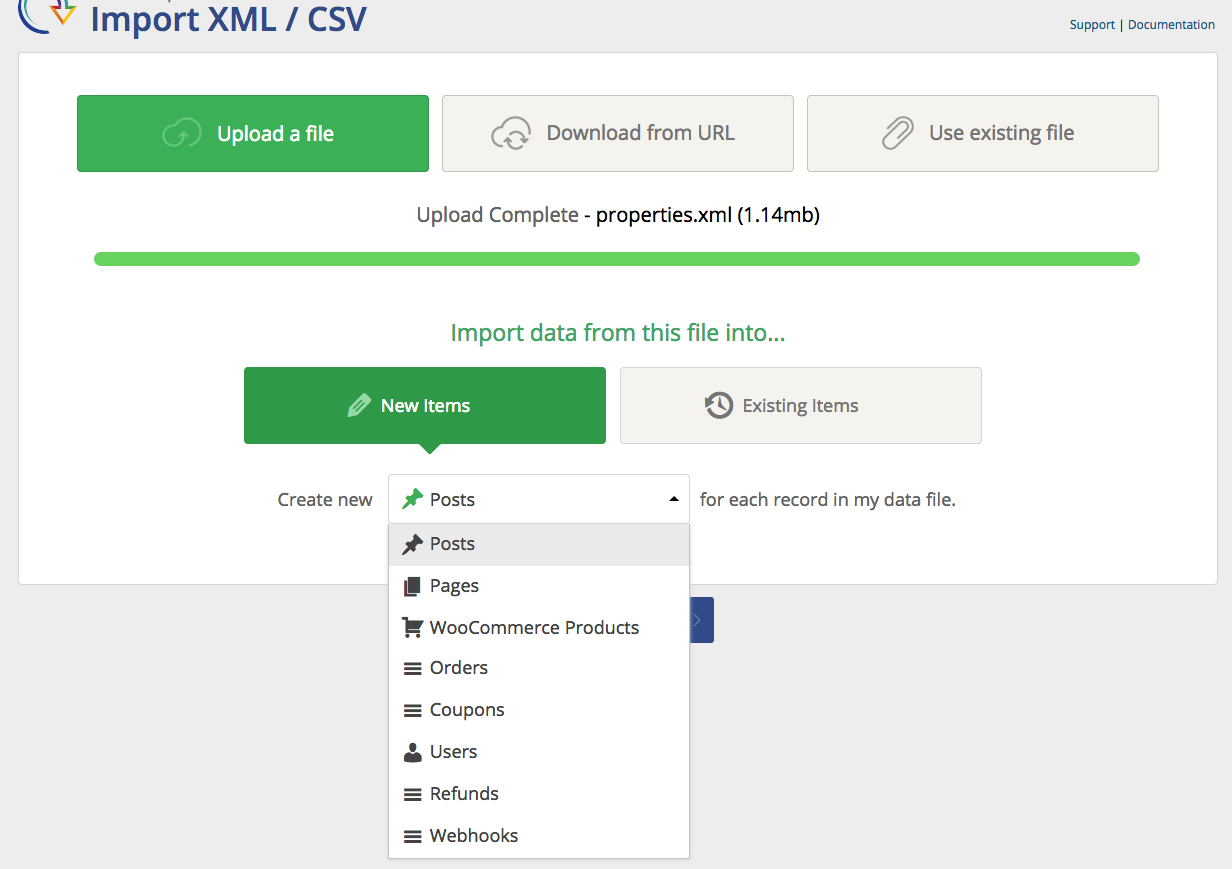 Import XML / CSV
Support | Documentation
Upload a file
Download from URL
Use existing file
Upload Complete - properties.xml (1.14mb)
Import data from this file into...
New Items
Existing Items
Create new
Posts
for each record in my data file.
Posts
Pages
WooCommerce Products
Orders
Coupons
Users
Refunds
Webhooks